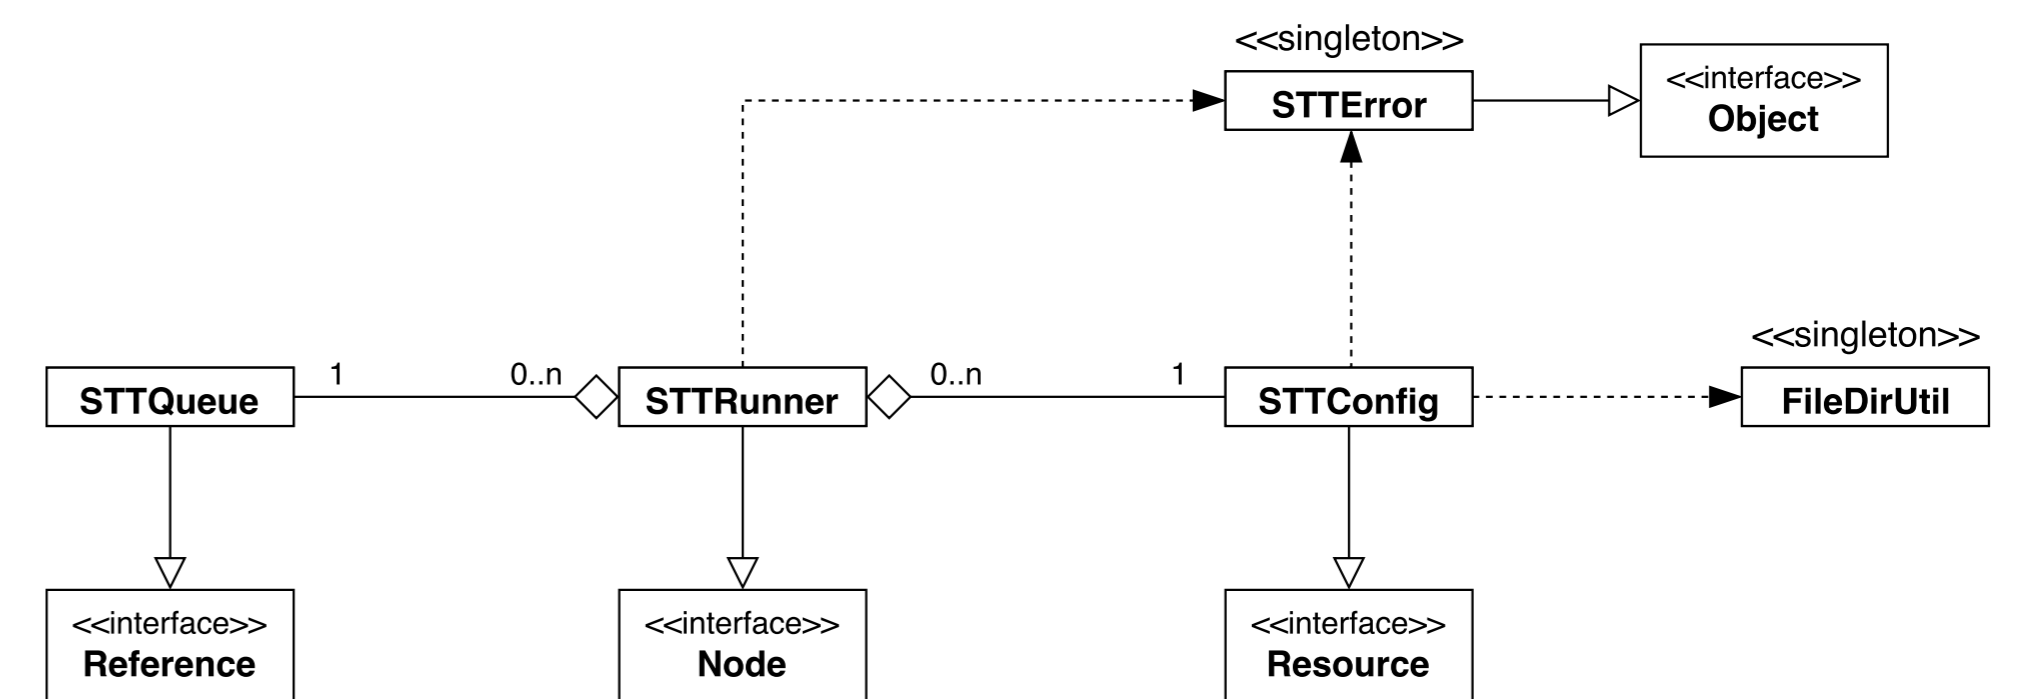 <<singleton>>
STTError
<<interface>>
Object
<<singleton>>
STTQueue
1
0..n
STTRunner
0..n
1
STTConfig
FileDirUtil
<<interface>>
Reference
<<interface>>
Node
<<interface>>
Resource